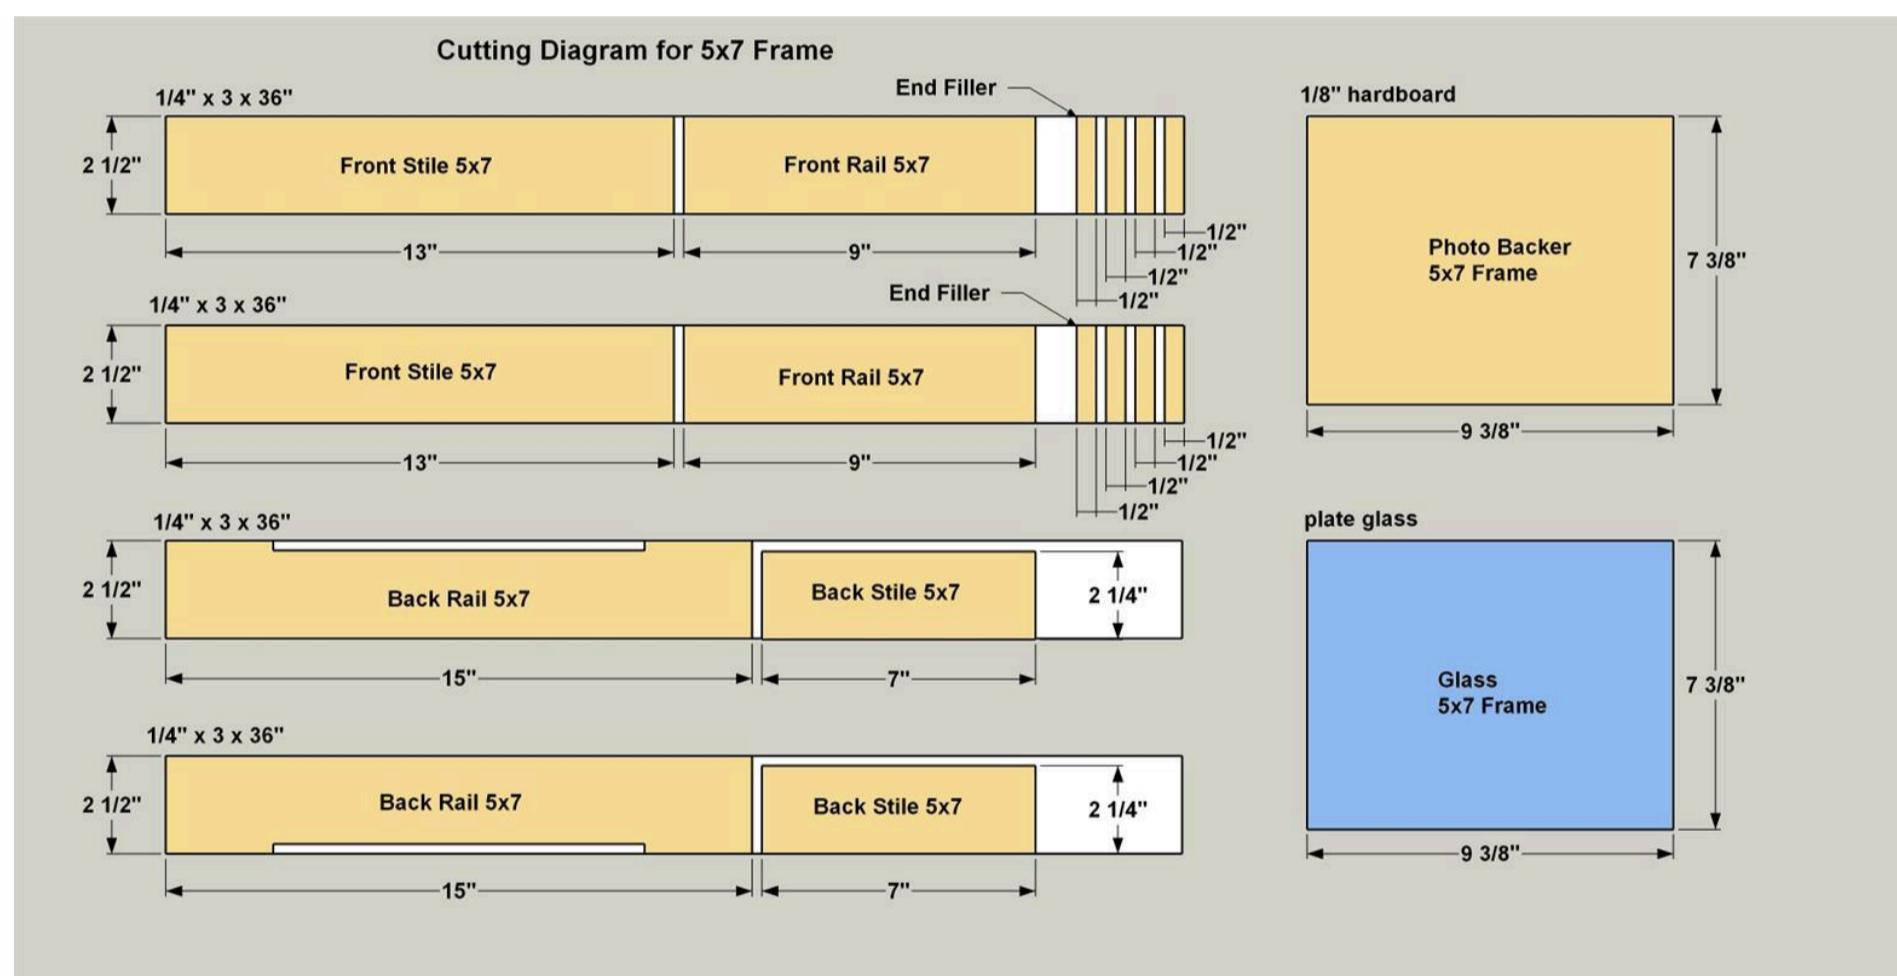 Cutting Diagram for 5x7 Frame
1/4" x 3 x 36"
End Filler
2 1/2"
Front Stile 5x7
Front Rail 5x7
13"
9"
1/2"
1/2"
1/2"
1/2"
1/4" x 3 x 36"
End Filler
2 1/2"
Front Stile 5x7
Front Rail 5x7
13"
9"
1/2"
1/2"
1/2"
1/2"
1/4" x 3 x 36"
2 1/2"
Back Rail 5x7
Back Stile 5x7
2 1/4"
15"
7"
1/4" x 3 x 36"
2 1/2"
Back Rail 5x7
Back Stile 5x7
2 1/4"
15"
7"
1/8" hardboard
Photo Backer
5x7 Frame
7 3/8"
9 3/8"
plate glass
Glass
5x7 Frame
7 3/8"
9 3/8"